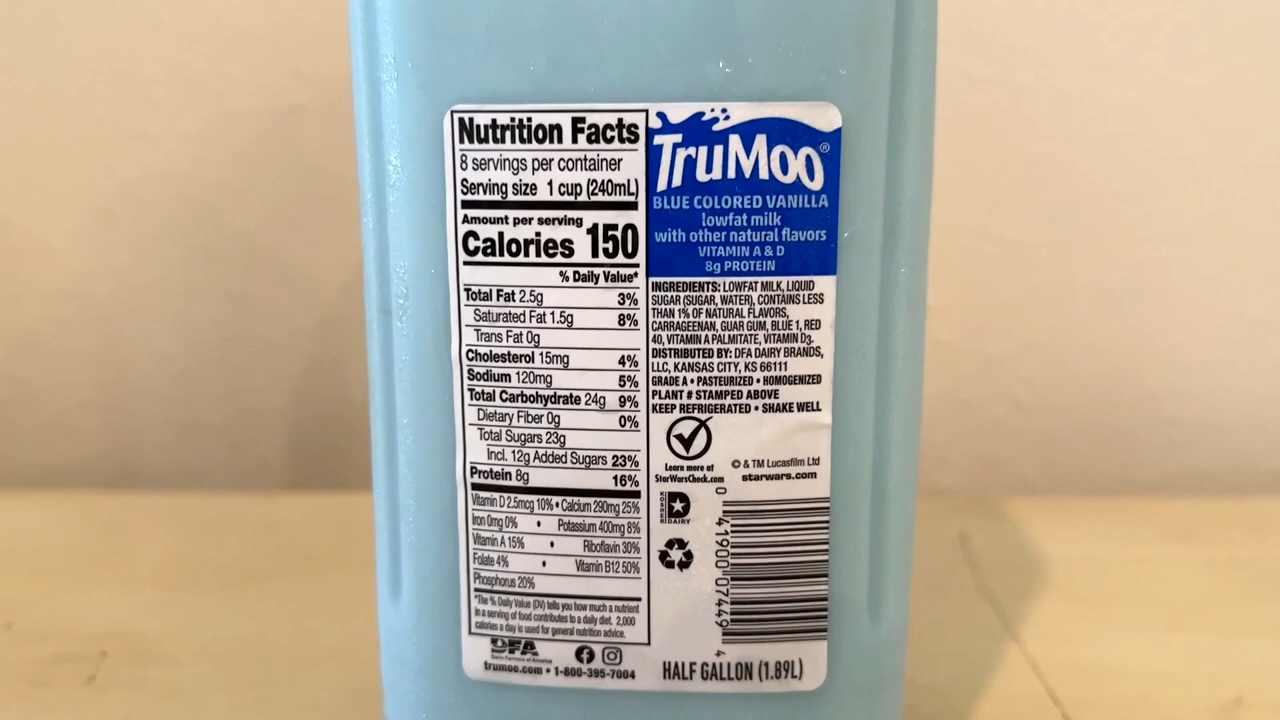 Nutrition Facts
8 servings per container
Serving size 1 cup (240mL)
Amount per serving
Calories 150
% Daily Value*
Total Fat 2.5g 3%
Saturated Fat 1.5g 8%
Trans Fat 0g
Cholesterol 15mg 4%
Sodium 120mg 5%
Total Carbohydrate 24g 9%
Dietary Fiber 0g 0%
Total Sugars 23g
Incl. 12g Added Sugars 23%
Protein 8g 16%
Vitamin D 2.5mcg 10% • Calcium 290mg 25%
Iron 0mg 0% • Potassium 400mg 8%
Vitamin A 15% • Riboflavin 30%
Folate 4% • Vitamin B12 50%
Phosphorus 20%
*The % Daily Value (DV) tells you how much a nutrient
in a serving of food contributes to a daily diet. 2,000
calories a day is used for general nutrition advice.
DFA
Dairy Farmers of America
trumoo.com • 1-800-395-7004
TruMoo®
BLUE COLORED VANILLA
lowfat milk
with other natural flavors
VITAMIN A & D
8g PROTEIN
INGREDIENTS: LOWFAT MILK, LIQUID
SUGAR (SUGAR, WATER), CONTAINS LESS
THAN 1% OF NATURAL FLAVORS,
CARRAGEENAN, GUAR GUM, BLUE 1, RED
40, VITAMIN A PALMITATE, VITAMIN D3.
DISTRIBUTED BY: DFA DAIRY BRANDS,
LLC, KANSAS CITY, KS 66111
GRADE A • PASTEURIZED • HOMOGENIZED
PLANT # STAMPED ABOVE
KEEP REFRIGERATED • SHAKE WELL
Learn more at
StarWarsCheck.com
© & TM Lucasfilm Ltd
starwars.com
KOSHER
D
DAIRY
0 41900 07449 4
HALF GALLON (1.89L)